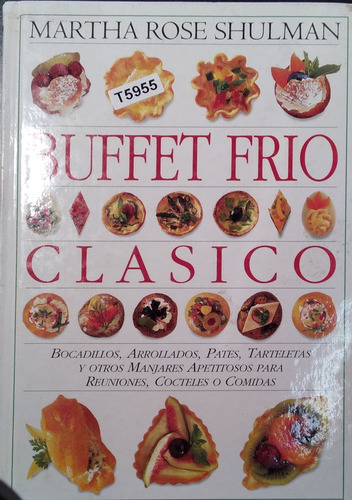 MARTHA ROSE SHULMAN
T5955
BUFFET FRIO
CLASICO
BOCADILLOS, ARROLLADOS, PATES, TARTELETAS
Y OTROS MANJARES APETITOSOS PARA
REUNIONES, COCTELES O COMIDAS